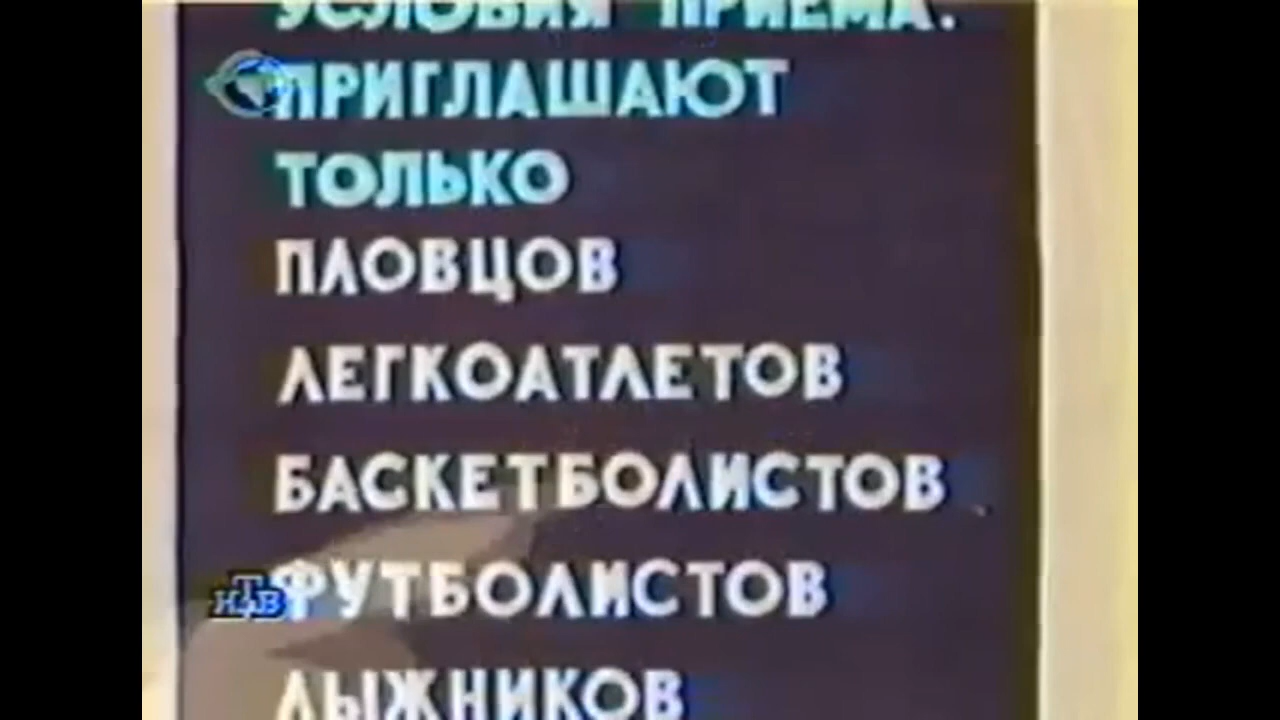 УСЛОВИЯ ПРИЕМА:
ПРИГЛАШАЮТ
ТОЛЬКО
ПЛОВЦОВ
ЛЕГКОАТЛЕТОВ
БАСКЕТБОЛИСТОВ
ФУТБОЛИСТОВ
НТВ
ЛЫЖНИКОВ